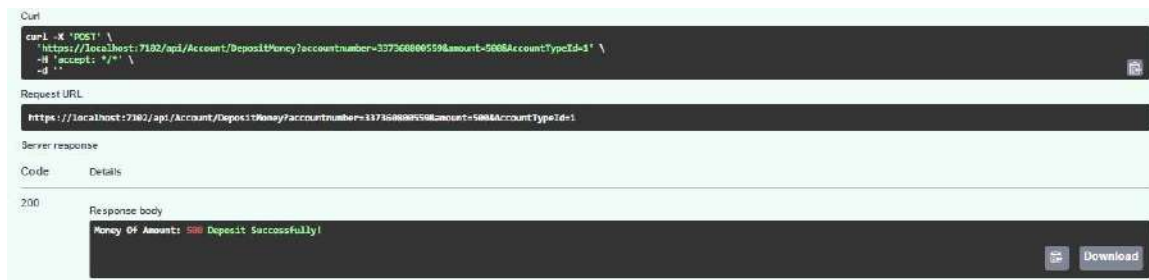 Curl
curl -X 'POST' \
'https://localhost:7102/api/Account/DepositMoney?accountnumber=337360800559&amount=500&AccountTypeId=1' \
-H 'accept: */*' \
-d ''
Request URL
https://localhost:7102/api/Account/DepositMoney?accountnumber=337360800559&amount=500&AccountTypeId=1
Server response
Code Details
200
Response body
Money Of Amount: 500 Deposit Successfully!
Download